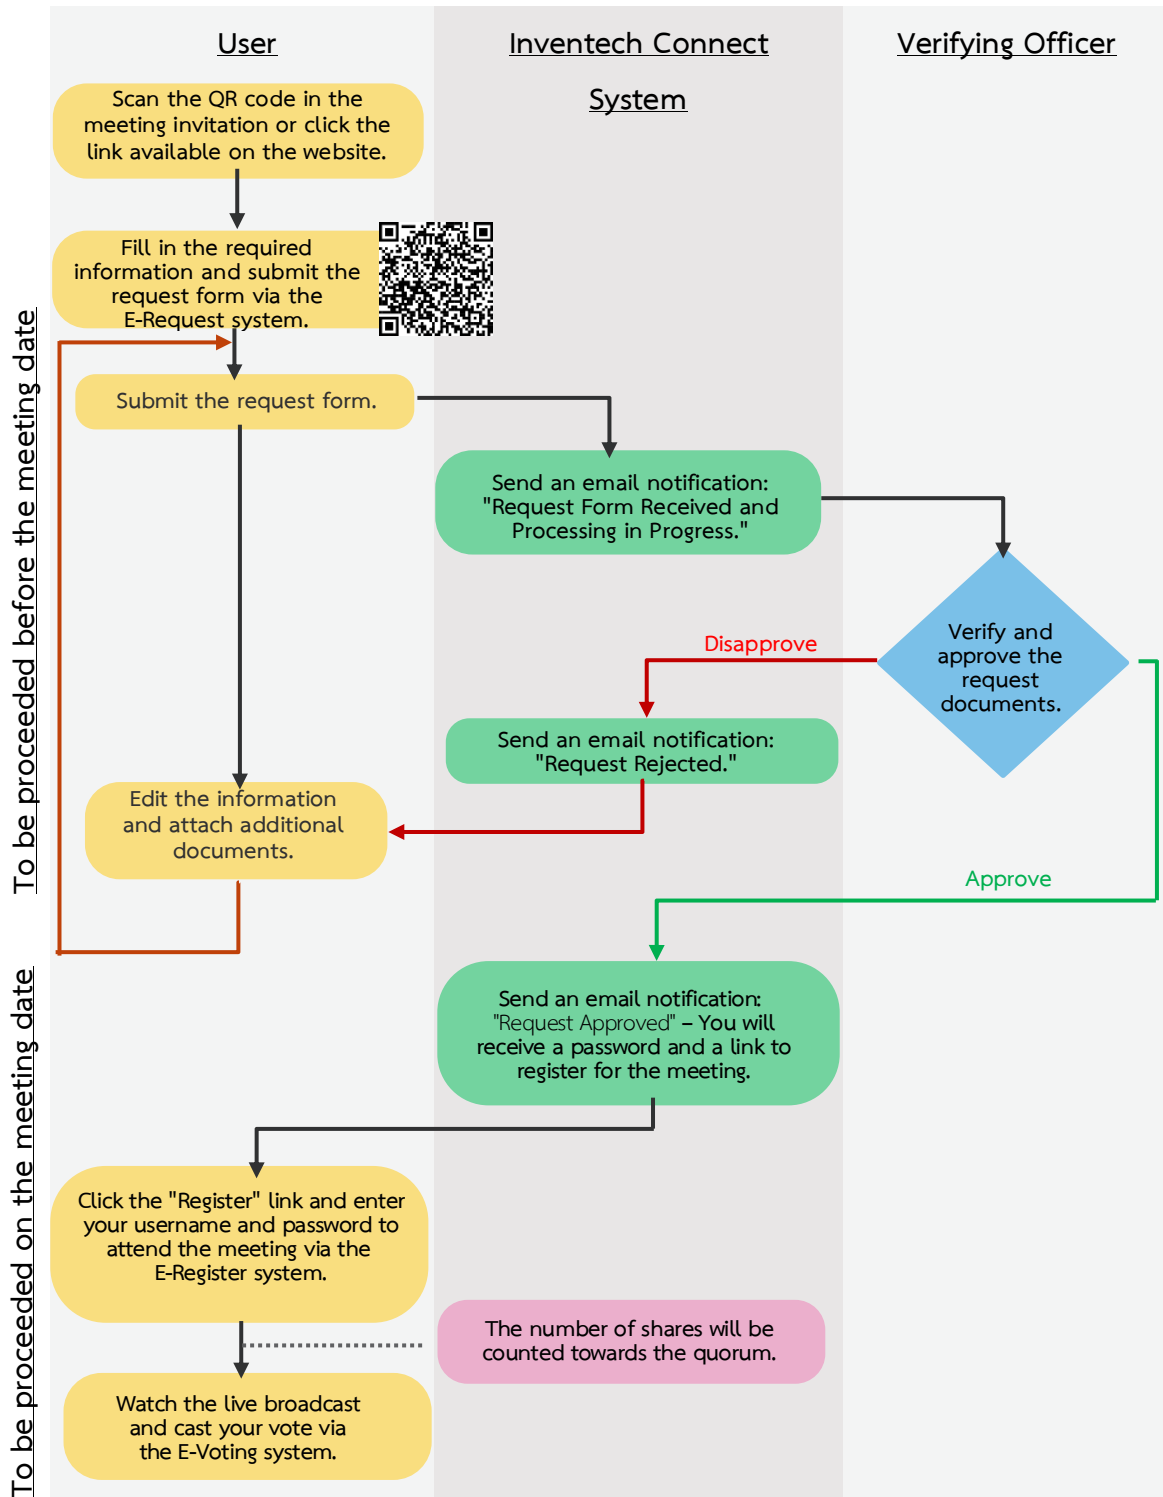 User
Inventech Connect
System
Verifying Officer
To be proceeded before the meeting date
Scan the QR code in the
meeting invitation or click the
link available on the website.
Fill in the required
information and submit the
request form via the
E-Request system.
Submit the request form.
Send an email notification:
"Request Form Received and
Processing in Progress."
Verify and
approve the
request
documents.
Disapprove
Send an email notification:
"Request Rejected."
Edit the information
and attach additional
documents.
Approve
To be proceeded on the meeting date
Send an email notification:
"Request Approved" – You will
receive a password and a link to
register for the meeting.
Click the "Register" link and enter
your username and password to
attend the meeting via the
E-Register system.
The number of shares will be
counted towards the quorum.
Watch the live broadcast
and cast your vote via
the E-Voting system.